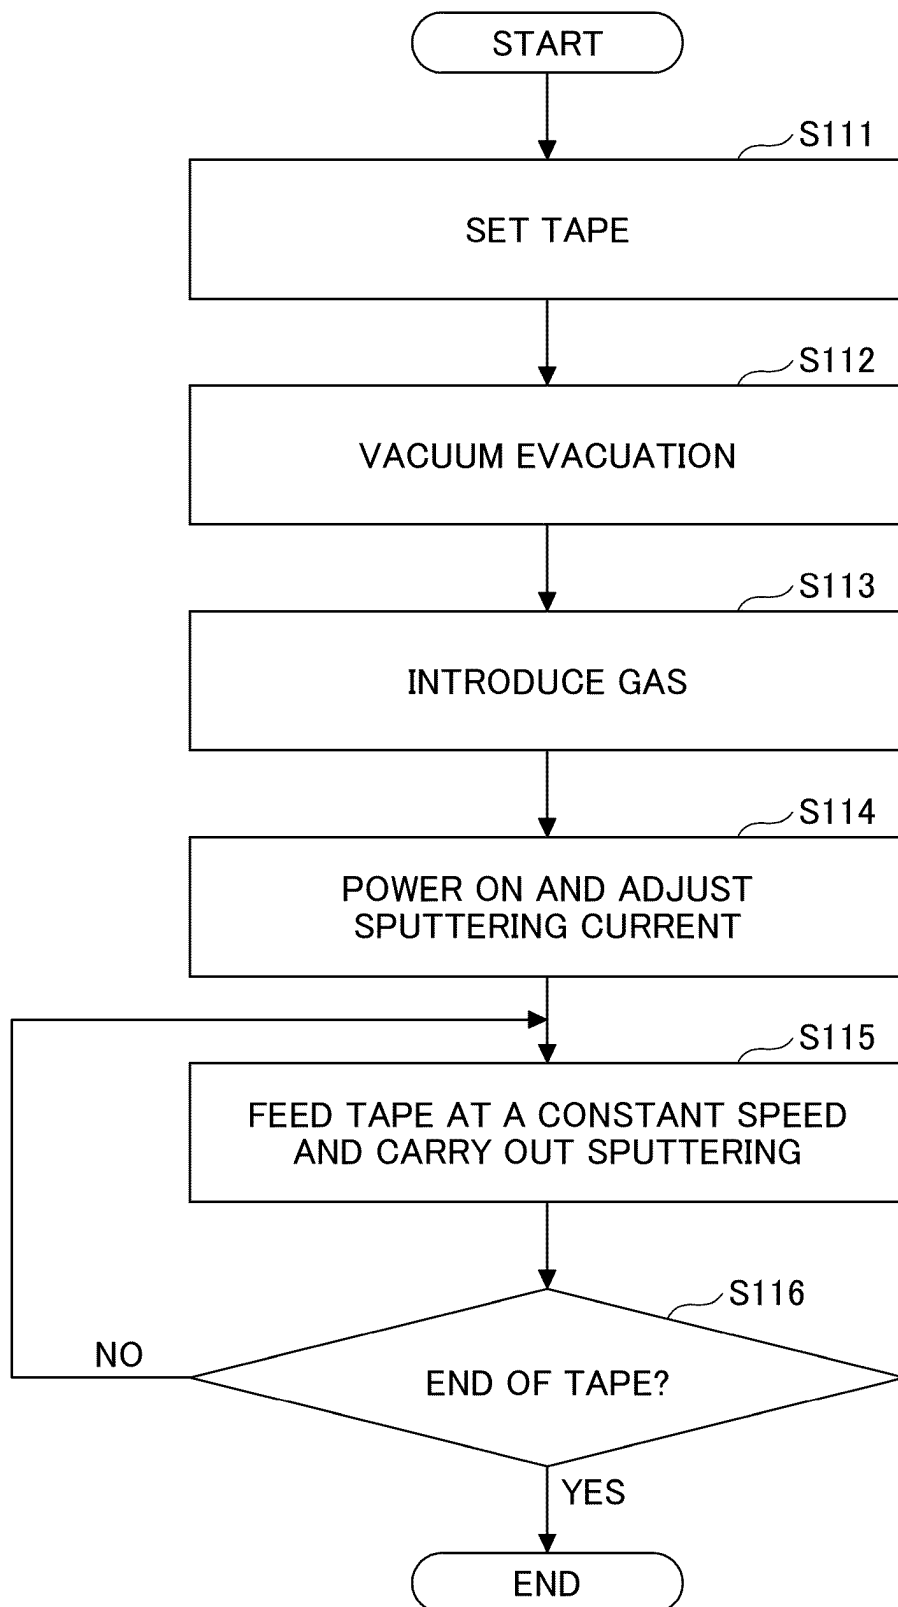 START
S111
SET TAPE
S112
VACUUM EVACUATION
S113
INTRODUCE GAS
S114
POWER ON AND ADJUST
SPUTTERING CURRENT
S115
FEED TAPE AT A CONSTANT SPEED
AND CARRY OUT SPUTTERING
S116
NO
END OF TAPE?
YES
END